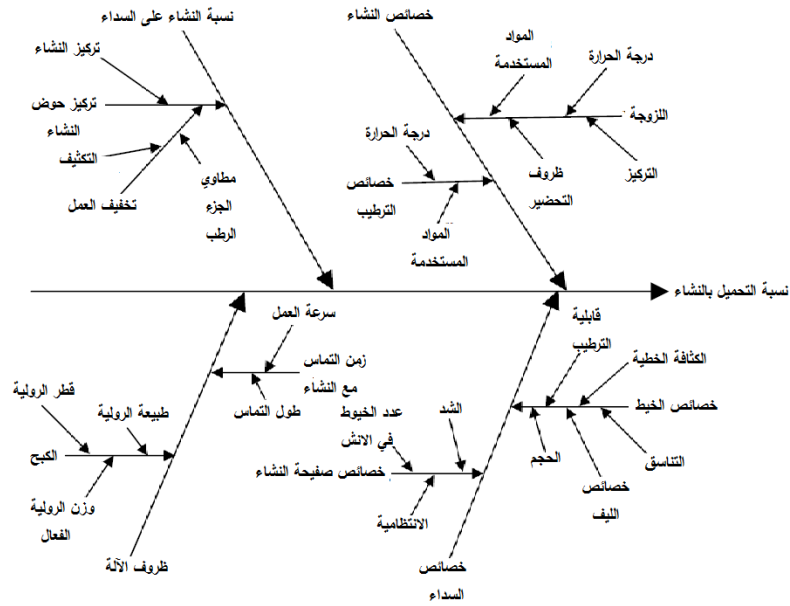 خصائص النشاء
نسبة النشاء على السداء
المواد
المستخدمة
درجة الحرارة
تركيز النشاء
اللزوجة
تركيز حوض
النشاء
درجة الحرارة
التكثيف
مطاوي
الجزء
الرطب
تخفيف العمل
خصائص
الترطيب
ظروف
التحضير
التركيز
المواد
المستخدمة
نسبة التحميل بالنشاء
سرعة العمل
قابلية
الترطيب
الكثافة الخطية
زمن التماس
مع النشاء
خصائص الخيط
قطر الرولية
طبيعة الرولية
طول التماس
عدد الخيوط
في الانش
الشد
الكبح
الحجم
التناسق
خصائص صفيحة النشاء
خصائص
الليف
وزن الرولية
الفعال
الانتظامية
ظروف الآلة
خصائص
السداء